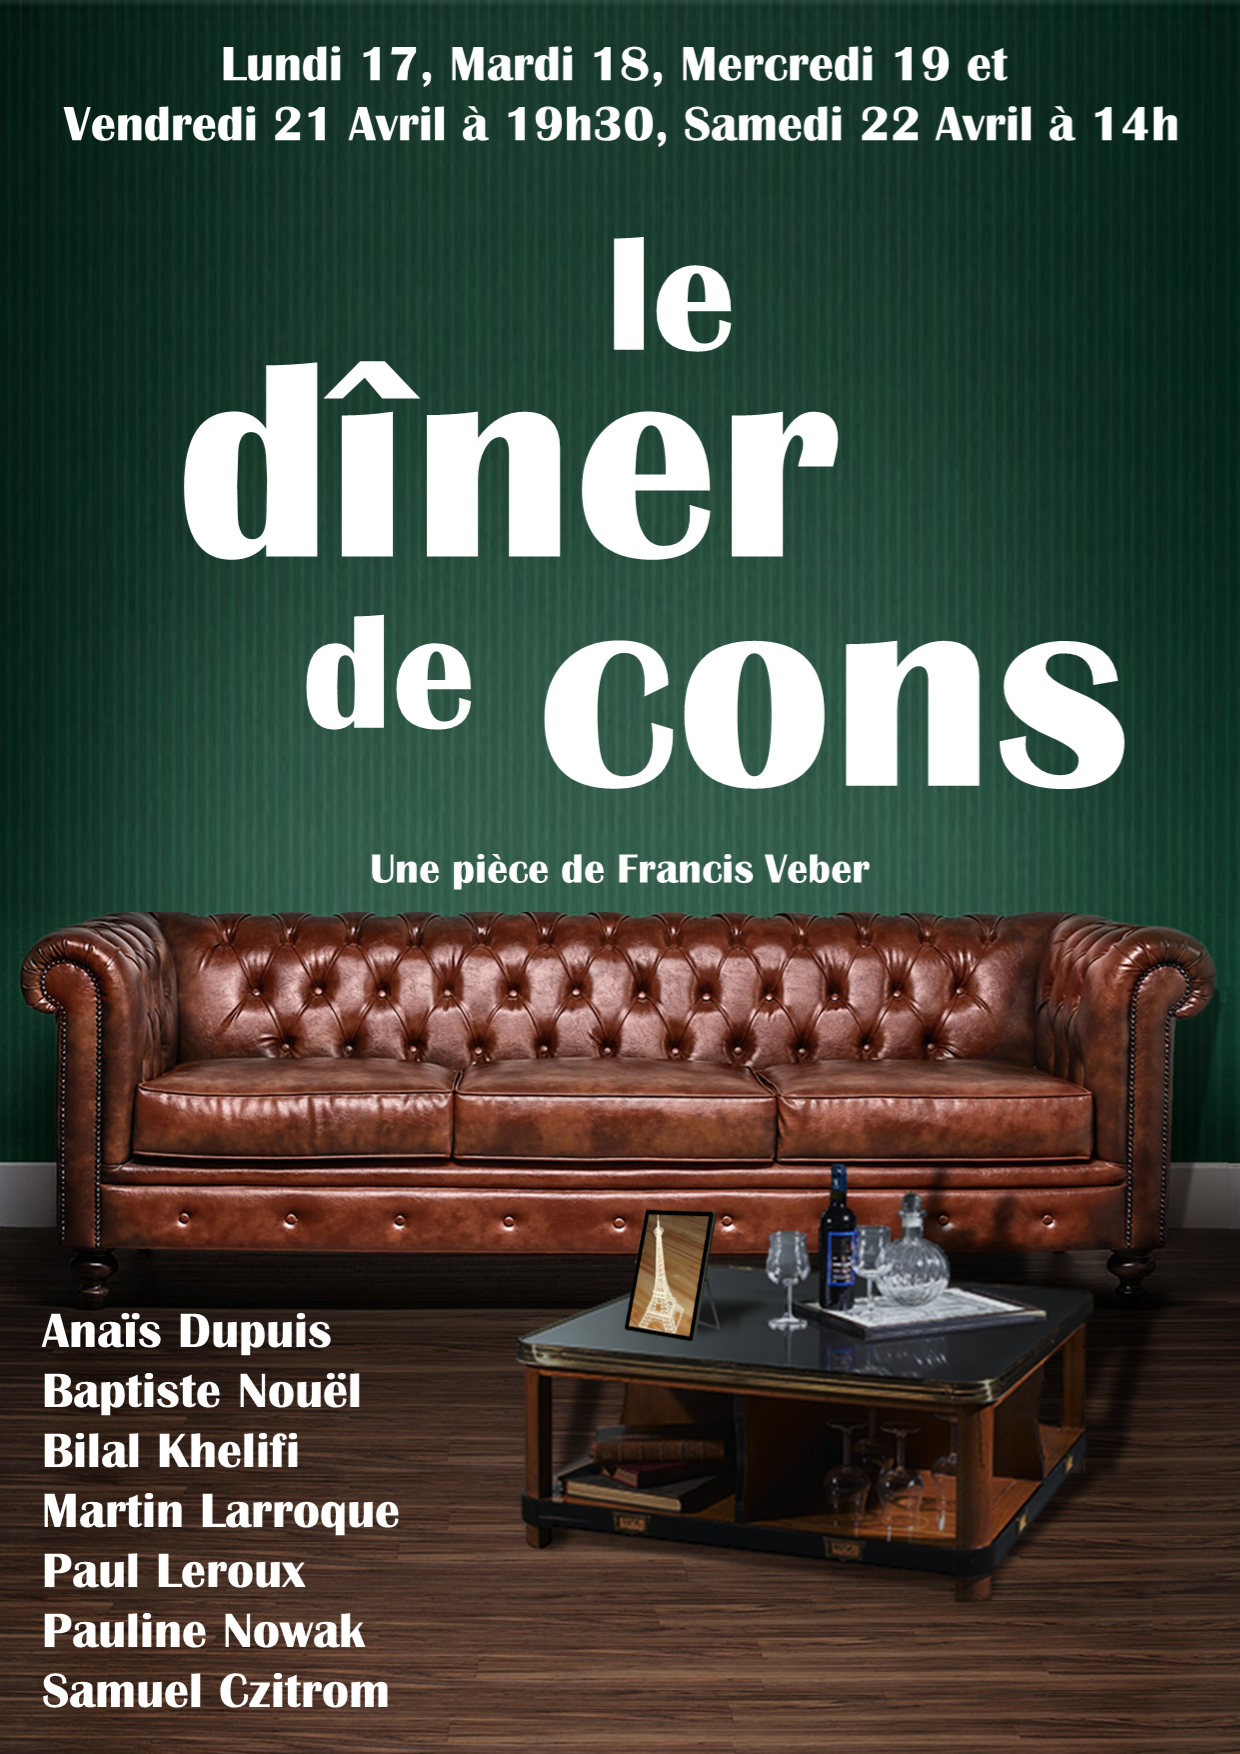 Lundi 17, Mardi 18, Mercredi 19 et
Vendredi 21 Avril à 19h30, Samedi 22 Avril à 14h
le
dîner
de cons
Une pièce de Francis Veber
Anaïs Dupuis
Baptiste Nouël
Bilal Khelifi
Martin Larroque
Paul Leroux
Pauline Nowak
Samuel Czitrom